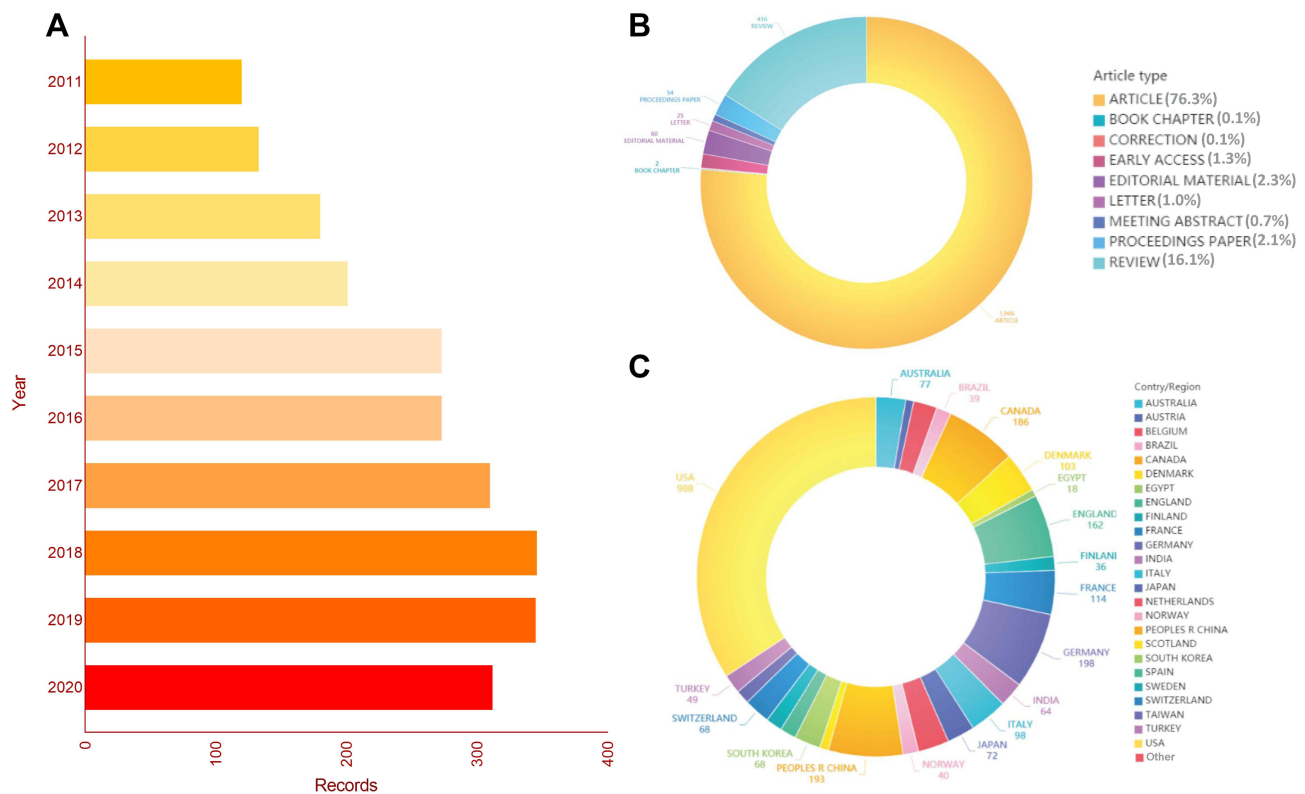 A
2011
2012
2013
2014
2015
2016
2017
2018
2019
2020
Year
0
100
200
300
400
Records
B
416
REVIEW
54
PROCEEDINGS PAPER
25
LETTER
60
EDITORIAL MATERIAL
2
BOOK CHAPTER
1,966
ARTICLE
Article type
ARTICLE(76.3%)
BOOK CHAPTER (0.1%)
CORRECTION (0.1%)
EARLY ACCESS (1.3%)
EDITORIAL MATERIAL(2.3%)
LETTER(1.0%)
MEETING ABSTRACT(0.7%)
PROCEEDINGS PAPER(2.1%)
REVIEW(16.1%)
C
AUSTRALIA
77
BRAZIL
39
CANADA
186
DENMARK
103
EGYPT
18
ENGLAND
162
FINLANI
36
FRANCE
114
GERMANY
198
INDIA
64
ITALY
98
JAPAN
72
NORWAY
40
PEOPLES R CHINA
193
SOUTH KOREA
68
SWITZERLAND
68
TURKEY
49
USA
Contry/Region
AUSTRALIA
AUSTRIA
BELGIUM
BRAZIL
CANADA
DENMARK
EGYPT
ENGLAND
FINLAND
FRANCE
GERMANY
INDIA
ITALY
JAPAN
NETHERLANDS
NORWAY
PEOPLES R CHINA
SCOTLAND
SOUTH KOREA
SPAIN
SWEDEN
SWITZERLAND
TAIWAN
TURKEY
USA
Other